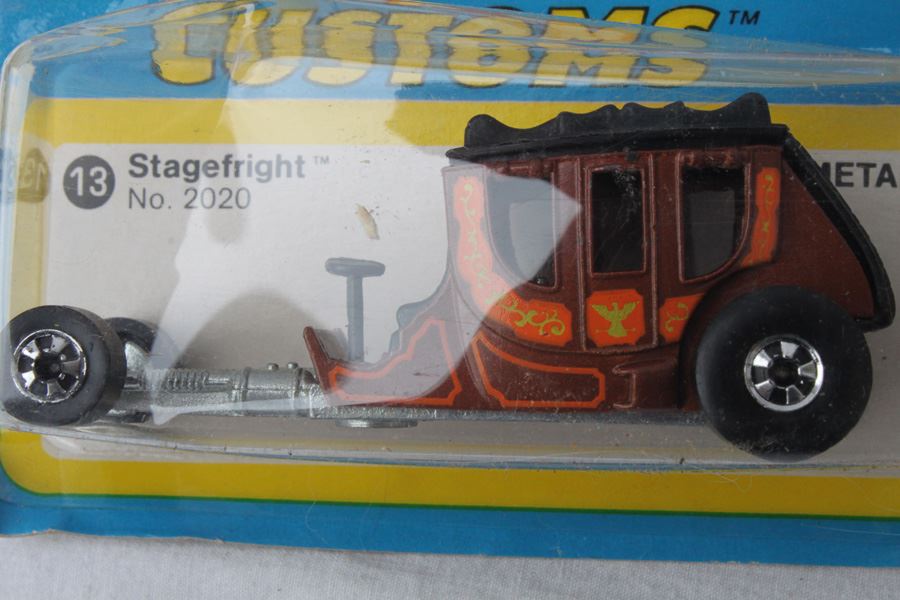 CUSTOMS™
13 Stagefright™
No. 2020
META